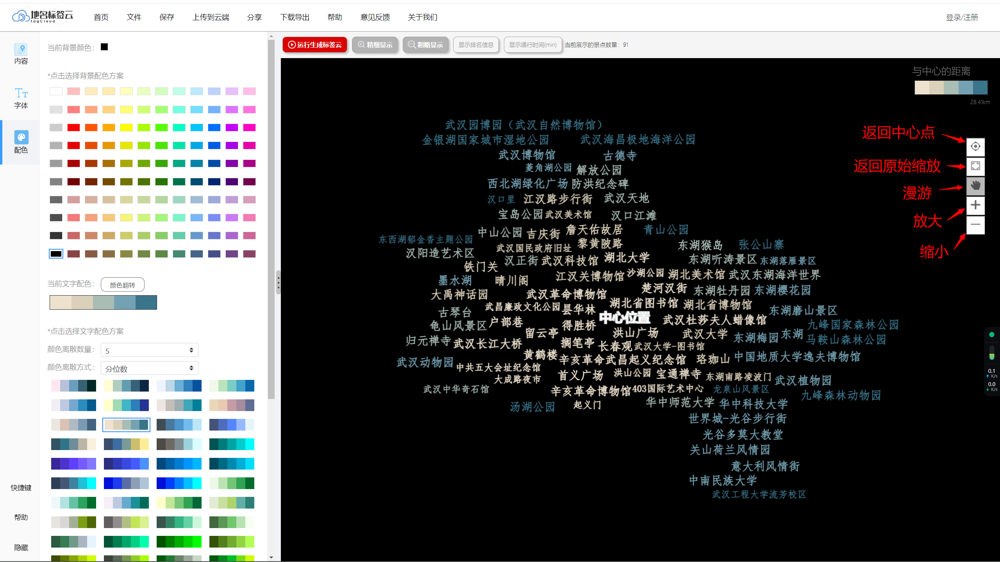 地名标签云
tagCloud
首页 文件 保存 上传到云端 分享 下载导出 帮助 意见反馈 关于我们 登录/注册
内容
字体
配色
快捷键
帮助
隐藏
当前背景颜色：
*点击选择背景配色方案
当前文字配色： 颜色翻转
*点击选择文字配色方案
颜色离散数量： 5
颜色离散方式： 分位数
运行生成标签云 精细显示 粗略显示 显示排名信息 显示通行时间(min) 当前展示的景点数量：91
与中心的距离
28.41km
返回中心点
返回原始缩放
漫游
放大
缩小
武汉园博园（武汉自然博物馆）
金银湖国家城市湿地公园 武汉海昌极地海洋公园
武汉博物馆 古德寺
菱角湖公园 解放公园
西北湖绿化广场 防洪纪念碑
汉口里 江汉路步行街 武汉天地
宝岛公园 武汉美术馆 汉口江滩
中山公园 吉庆街 詹天佑故居 青山公园
东西湖郁金香主题公园
武汉国民政府旧址 黎黄陂路 东湖猴岛 张公山寨
汉阳造艺术区 汉正街 武汉科技馆 湖北大学 东湖听涛景区 东湖落雁景区
铁门关
墨水湖 晴川阁 江汉关博物馆 沙湖公园 湖北美术馆 武汉东湖海洋世界
大禹神话园 武汉革命博物馆 楚河汉街 东湖牡丹园 东湖樱花园
武昌廉政文化公园 昙华林 湖北省图书馆 湖北省博物馆
古琴台 中心位置 东湖磨山景区
龟山风景区 户部巷 得胜桥 武汉杜莎夫人蜡像馆 九峰国家森林公园
留云亭 洪山广场 武汉大学 东湖梅园 东湖 马鞍山森林公园
归元禅寺 武汉长江大桥 搁笔亭 长春观 武汉大学-图书馆
黄鹤楼 辛亥革命武昌起义纪念馆 珞珈山 中国地质大学逸夫博物馆
武汉动物园 中共五大会址纪念馆
大成路夜市 首义广场 洪山公园 宝通禅寺 东湖南路凌波门 武汉植物园
武汉中华奇石馆 辛亥革命博物馆 403国际艺术中心 龙泉山风景区
九峰森林动物园
汤湖公园 起义门 华中师范大学 华中科技大学
世界城-光谷步行街
光谷多莫大教堂
关山荷兰风情园
意大利风情街
中南民族大学
武汉工程大学流芳校区
0.1
K/s
0.0
K/s